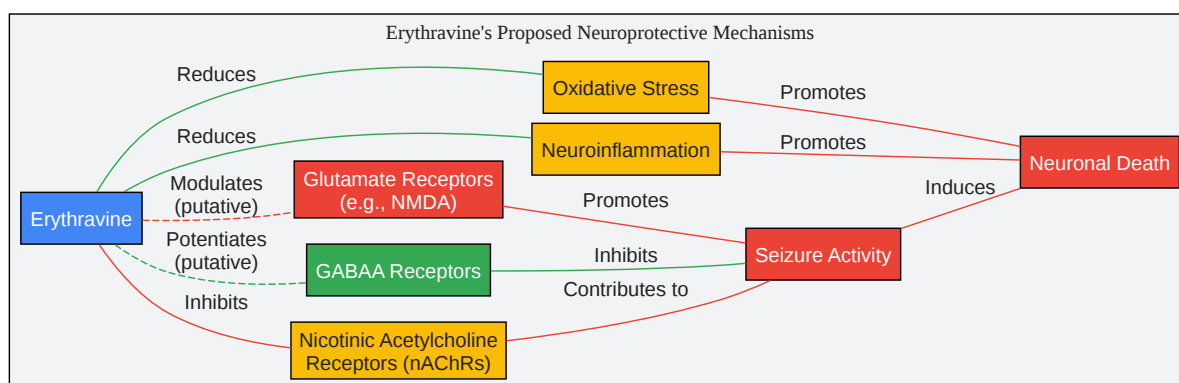 Erythravine's Proposed Neuroprotective Mechanisms
Reduces
Oxidative Stress
Promotes
Reduces
Neuroinflammation
Promotes
Neuronal Death
Modulates
(putative)
Glutamate Receptors
(e.g., NMDA)
Promotes
Induces
Erythravine
Potentiates
(putative)
GABAA Receptors
Inhibits
Seizure Activity
Inhibits
Contributes to
Nicotinic Acetylcholine
Receptors (nAChRs)